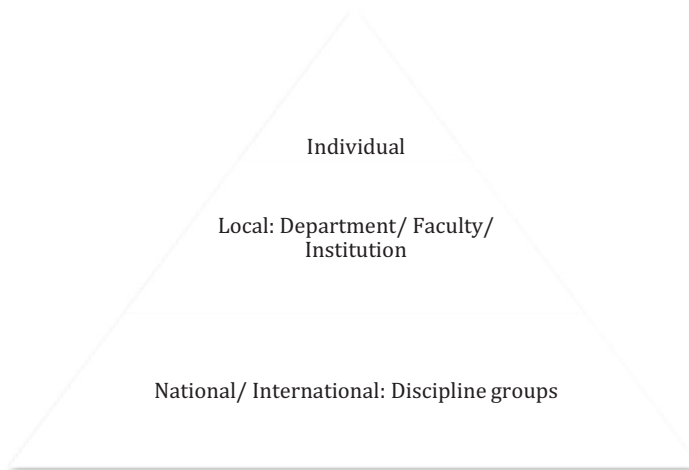 Individual
Local: Department/ Faculty/
Institution
National/ International: Discipline groups